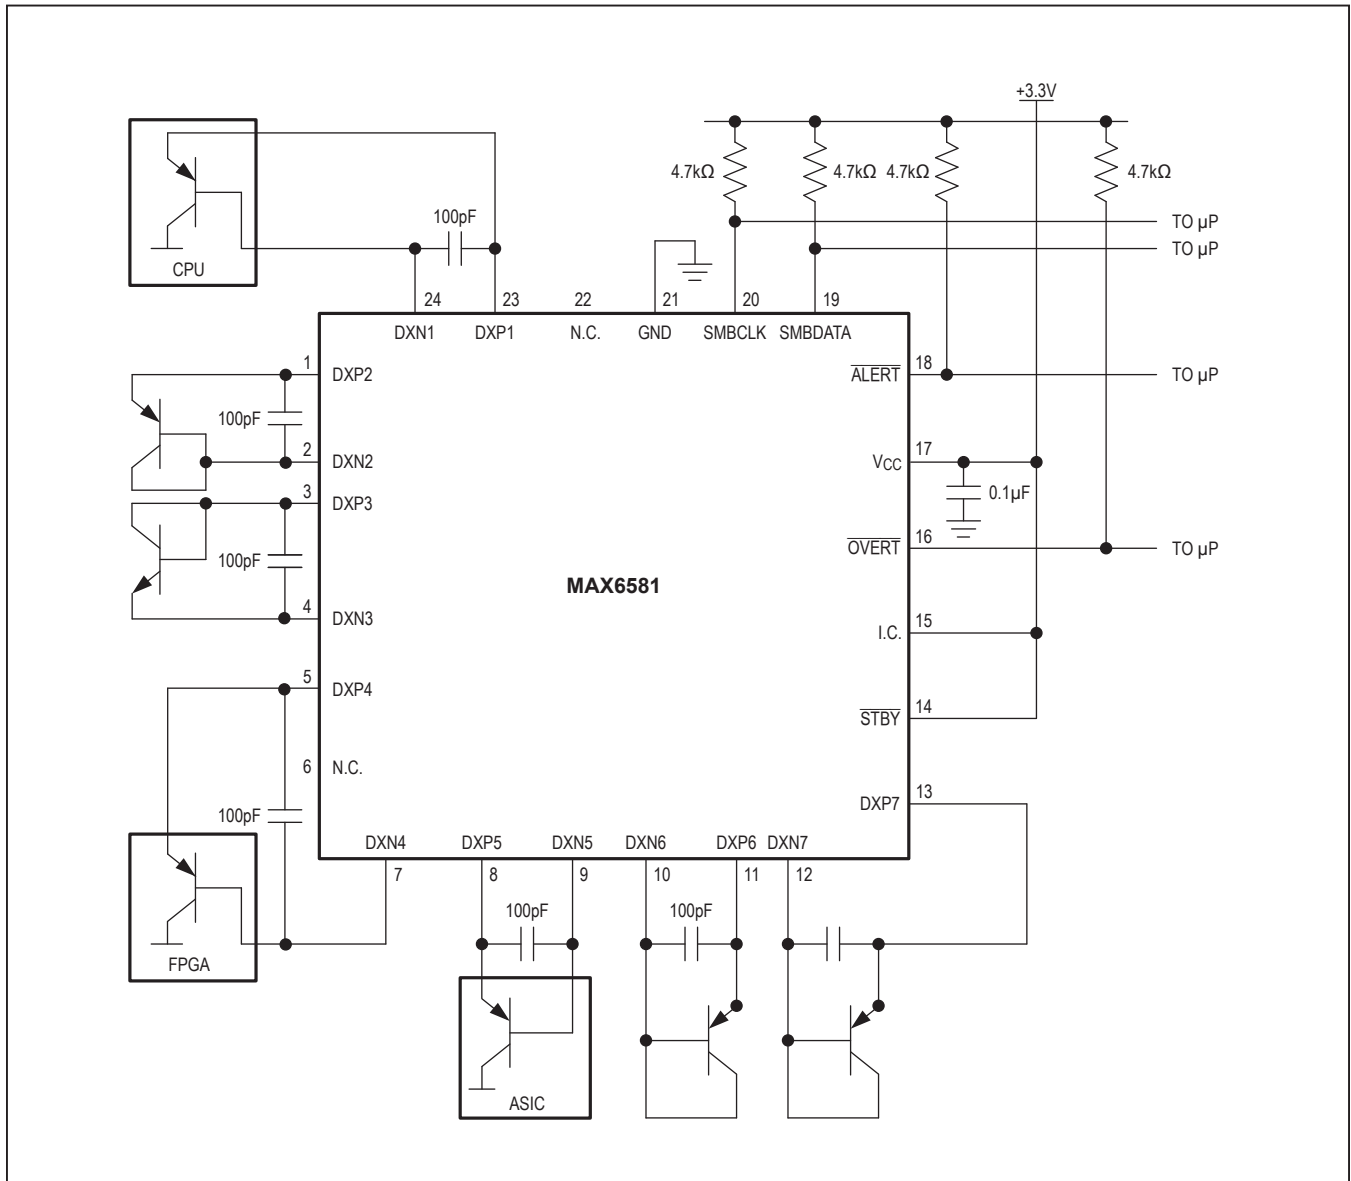 +3.3V
4.7kΩ 4.7kΩ 4.7kΩ 4.7kΩ
100pF
TO µP
TO µP
CPU
24 23 22 21 20 19
DXN1 DXP1 N.C. GND SMBCLK SMBDATA
1 DXP2
ALERT 18 TO µP
100pF
2 DXN2
VCC 17
0.1µF
3 DXP3
OVERT 16 TO µP
100pF
MAX6581
4 DXN3
I.C. 15
5 DXP4
STBY 14
6 N.C.
DXP7 13
100pF
DXN4 DXP5 DXN5 DXN6 DXP6 DXN7
7 8 9 10 11 12
100pF 100pF
FPGA
ASIC